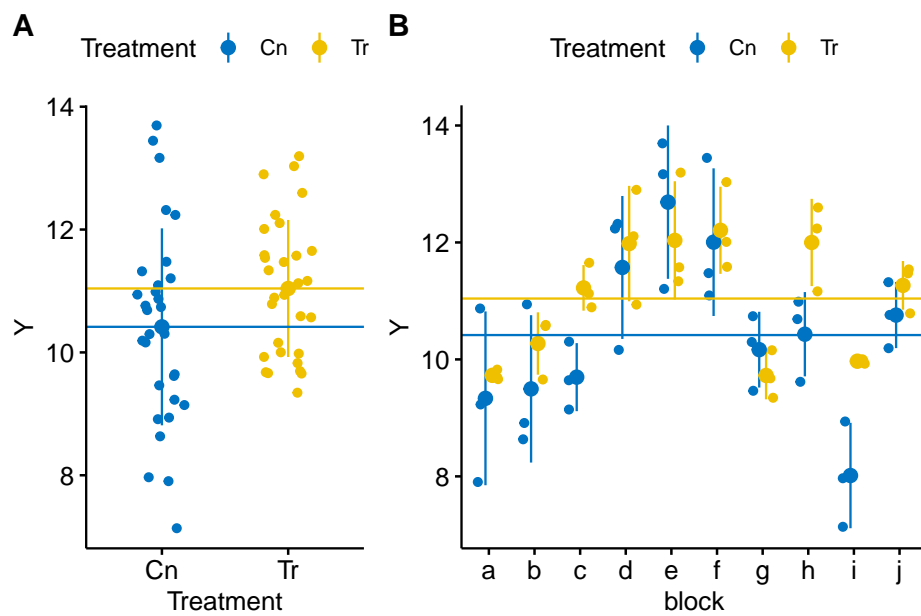 A
Treatment Cn Tr
14
12
10
8
Y
Cn Tr
Treatment
B
Treatment Cn Tr
14
12
10
8
Y
a b c d e f g h i j
block